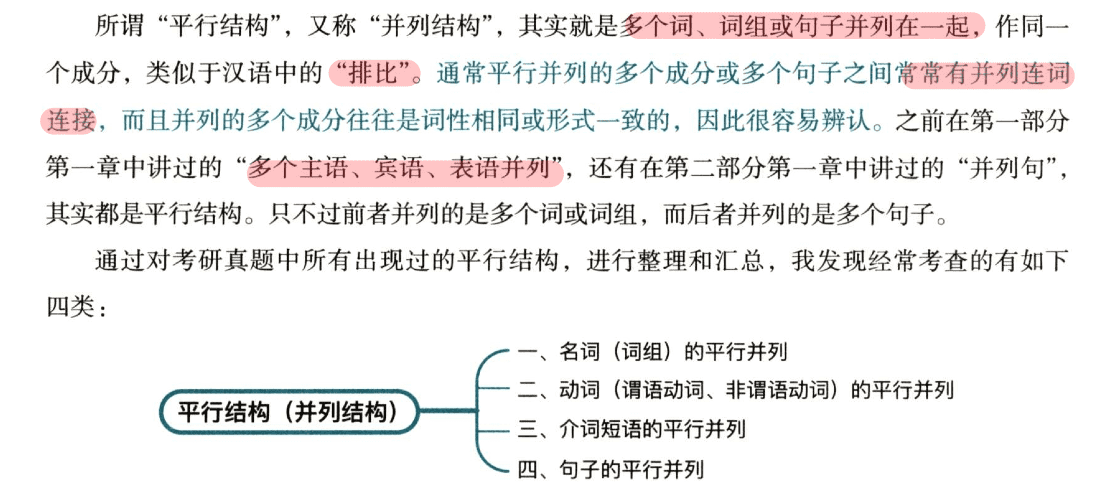 所谓“平行结构”，又称“并列结构”，其实就是多个词、词组或句子并列在一起，作同一
个成分，类似于汉语中的“排比”。通常平行并列的多个成分或多个句子之间常常有并列连词
连接，而且并列的多个成分往往是词性相同或形式一致的，因此很容易辨认。之前在第一部分
第一章中讲过的“多个主语、宾语、表语并列”，还有在第二部分第一章中讲过的“并列句”，
其实都是平行结构。只不过前者并列的是多个词或词组，而后者并列的是多个句子。
通过对考研真题中所有出现过的平行结构，进行整理和汇总，我发现经常考查的有如下
四类：
平行结构（并列结构）
一、名词（词组）的平行并列
二、动词（谓语动词、非谓语动词）的平行并列
三、介词短语的平行并列
四、句子的平行并列